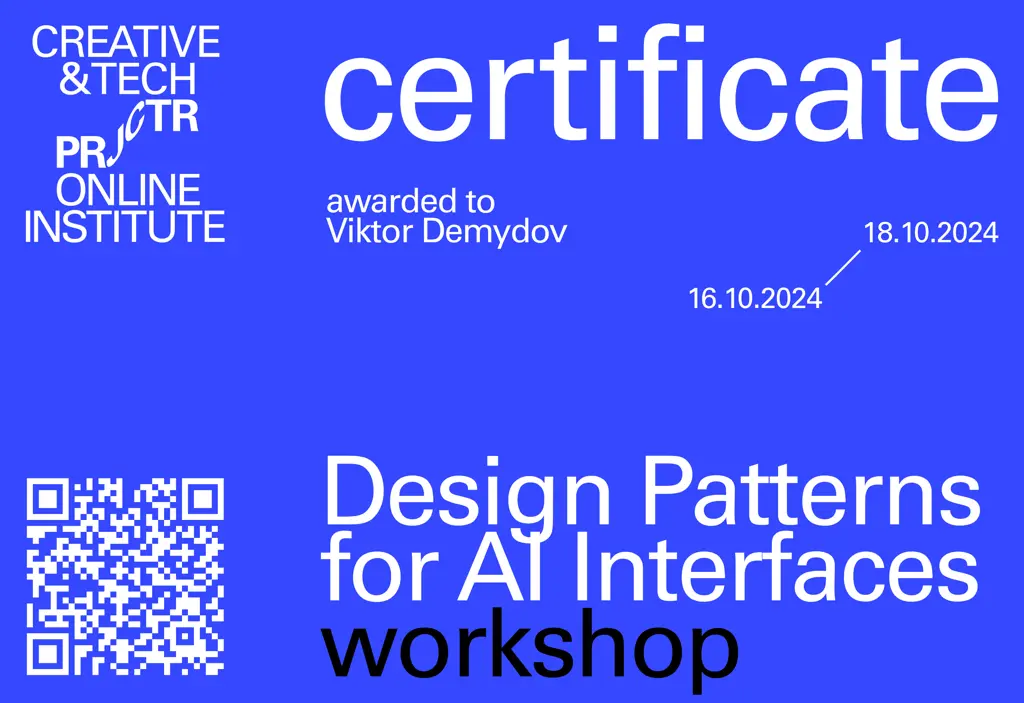 CREATIVE
&TECH
PRJCTR
ONLINE
INSTITUTE
certificate
awarded to
Viktor Demydov
18.10.2024
16.10.2024
Design Patterns
for AI Interfaces
workshop